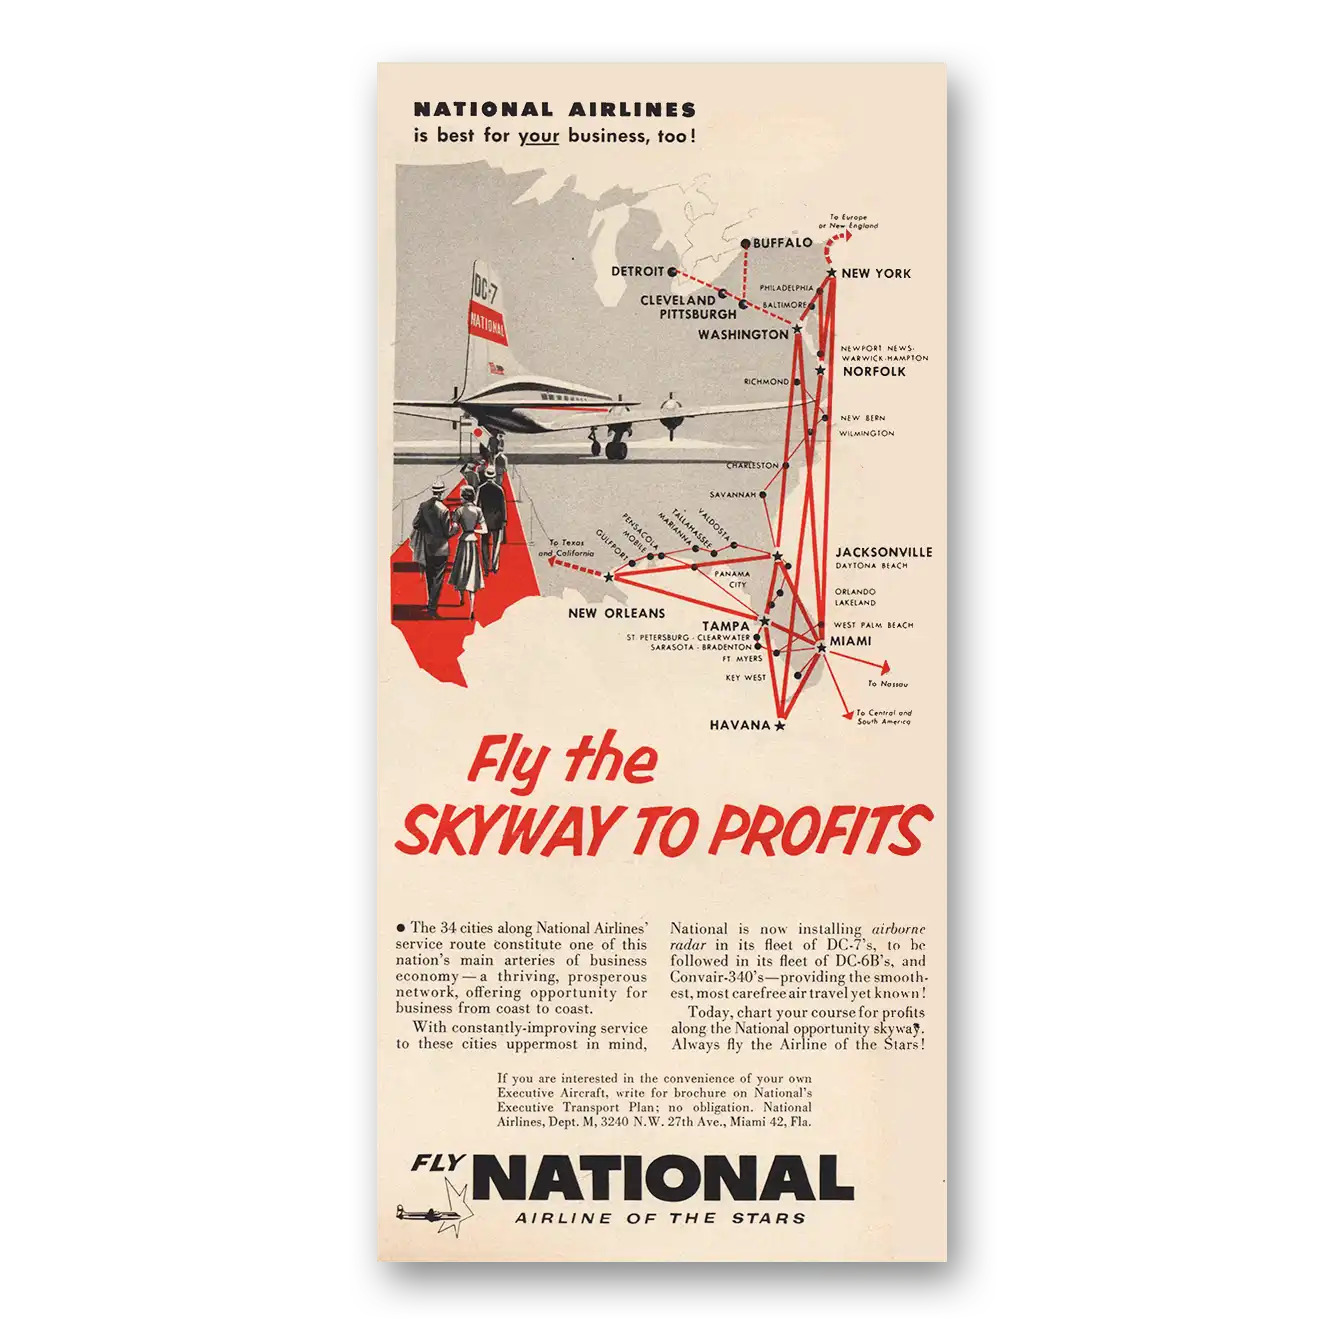 NATIONAL AIRLINES
is best for your business, too!
To Europe
or New England
BUFFALO
DETROIT
NEW YORK
CLEVELAND
PITTSBURGH
PHILADELPHIA
BALTIMORE
WASHINGTON
NEWPORT NEWS-
WARWICK-HAMPTON
NORFOLK
RICHMOND
NEW BERN
WILMINGTON
CHARLESTON
SAVANNAH
VALDOSTA
TALLAHASSEE
MARIANNA
PENSACOLA
MOBILE
GULFPORT
To Texas
and California
JACKSONVILLE
DAYTONA BEACH
PANAMA
CITY
ORLANDO
LAKELAND
NEW ORLEANS
TAMPA
WEST PALM BEACH
ST. PETERSBURG - CLEARWATER
SARASOTA - BRADENTON
MIAMI
FT MYERS
KEY WEST
To Nassau
To Central and
South America
HAVANA
DC-7
NATIONAL
Fly the
SKYWAY TO PROFITS
● The 34 cities along National Airlines'
service route constitute one of this
nation's main arteries of business
economy—a thriving, prosperous
network, offering opportunity for
business from coast to coast.
With constantly-improving service
to these cities uppermost in mind,
National is now installing airborne
radar in its fleet of DC-7's, to be
followed in its fleet of DC-6B's, and
Convair-340's—providing the smooth-
est, most carefree air travel yet known!
Today, chart your course for profits
along the National opportunity skyway.
Always fly the Airline of the Stars!
If you are interested in the convenience of your own
Executive Aircraft, write for brochure on National's
Executive Transport Plan; no obligation. National
Airlines, Dept. M, 3240 N.W. 27th Ave., Miami 42, Fla.
FLY NATIONAL
AIRLINE OF THE STARS